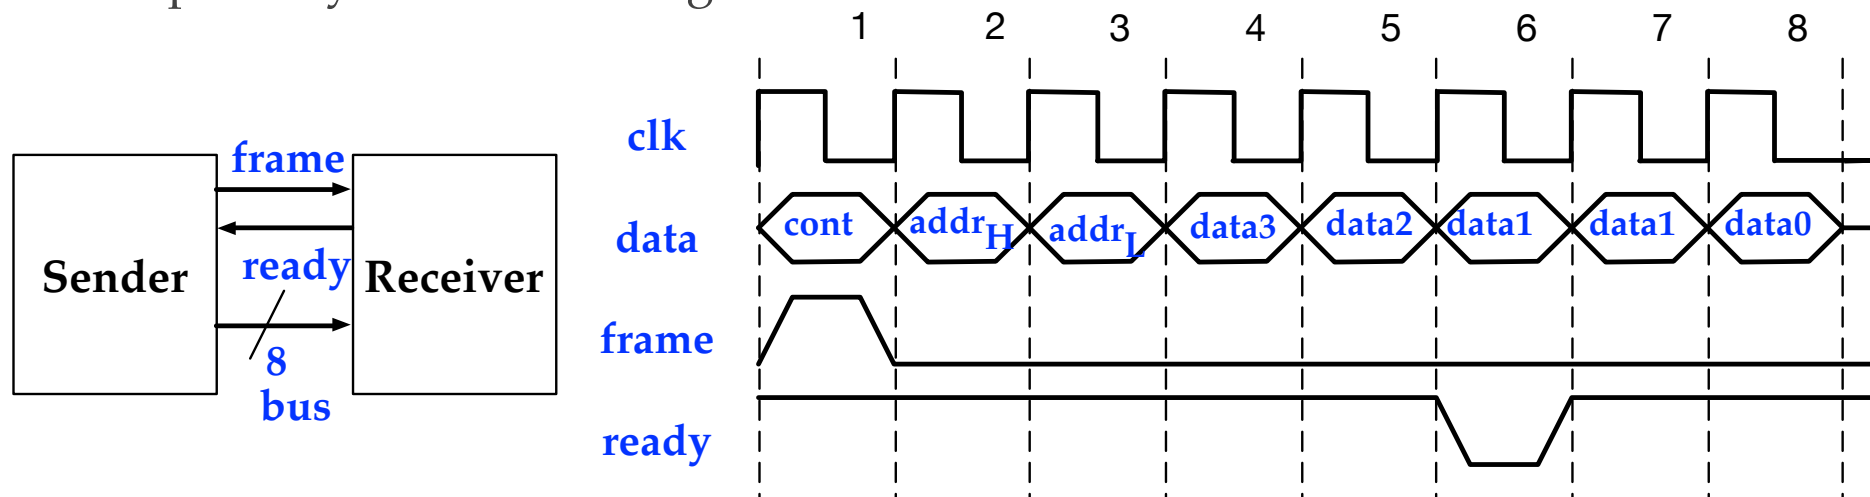 1 2 3 4 5 6 7 8
clk
frame
cont addrH addrL data3 data2 data1 data1 data0
data
ready
Sender
Receiver
frame
8
bus
ready